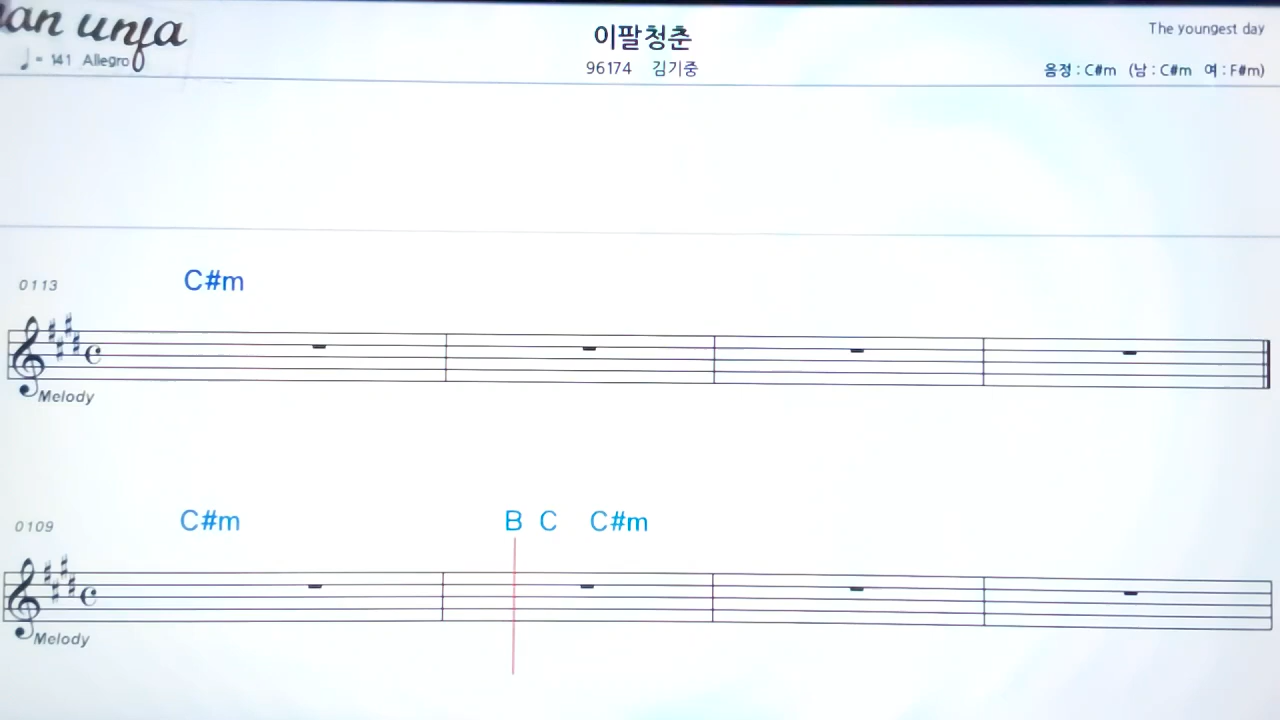 이팔청춘
The youngest day
♩= 141 Allegro
96174 김기중
음정 : C#m (남 : C#m 여 : F#m)
0113 C#m
Melody
0109 C#m B C C#m
Melody